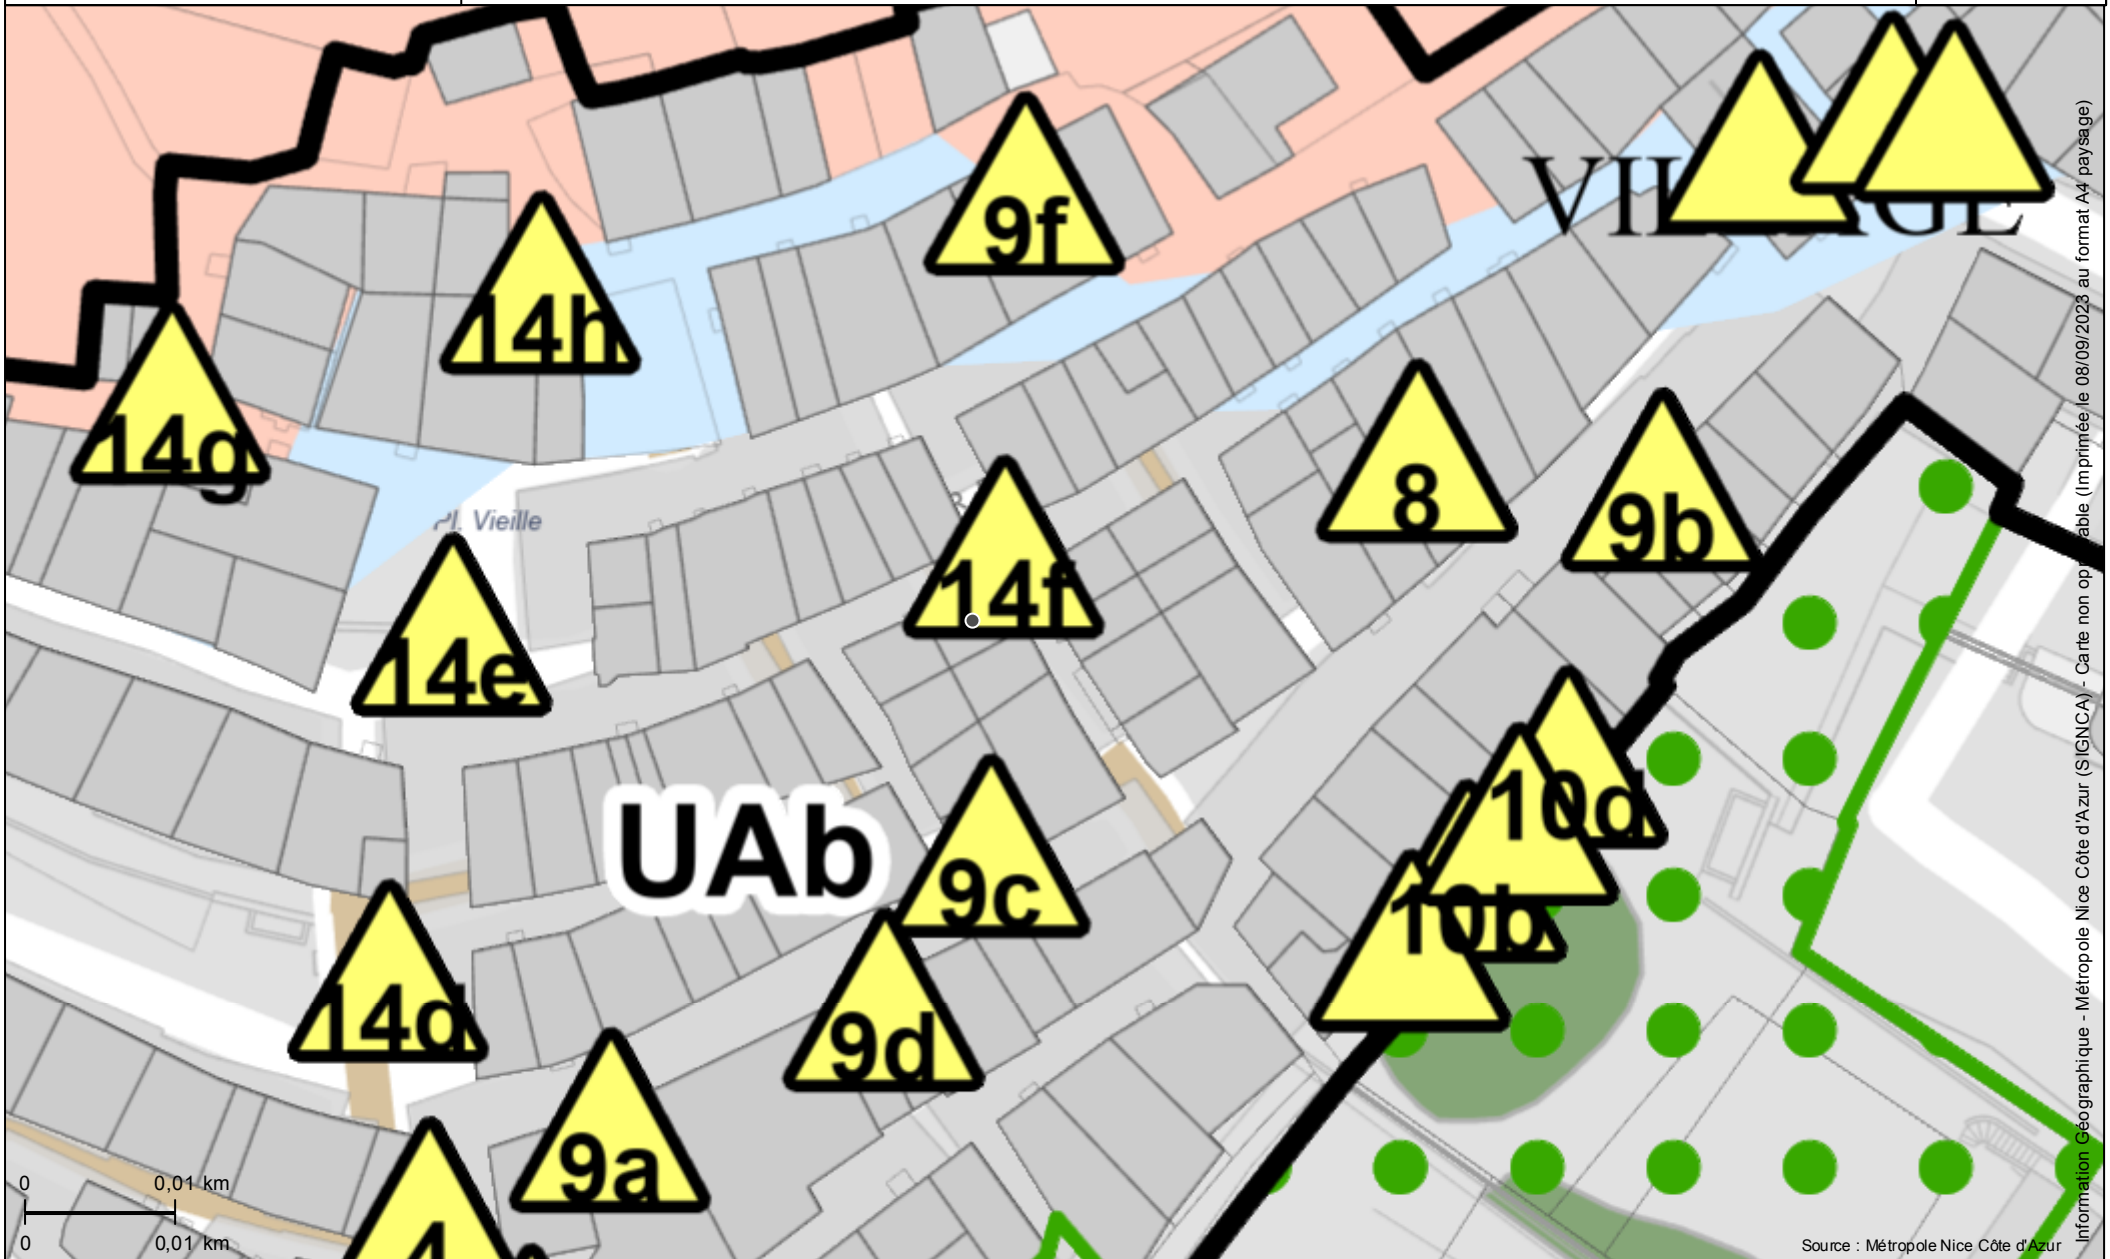 VILLAGE
9f
14h
14g
8
9b
Pl. Vieille
14f
14e
10d
UAb
9c
10b
14d
9d
9a
4
0 0,01 km
0 0,01 km
Source : Métropole Nice Côte d'Azur
Information Géographique - Métropole Nice Côte d'Azur (SIGNCA) - Carte non opposable (Imprimée le 08/09/2023 au format A4 paysage)